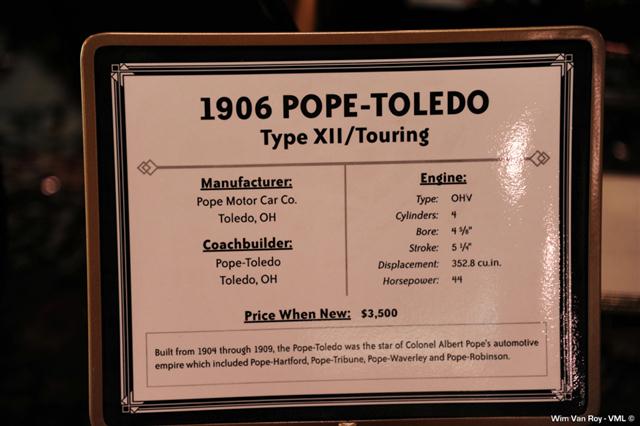 1906 POPE-TOLEDO
Type XII/Touring
Manufacturer:
Pope Motor Car Co.
Toledo, OH
Coachbuilder:
Pope-Toledo
Toledo, OH
Engine:
Type: OHV
Cylinders: 4
Bore: 4 5/8"
Stroke: 5 1/4"
Displacement: 352.8 cu.in.
Horsepower: 44
Price When New: $3,500
Built from 1904 through 1909, the Pope-Toledo was the star of Colonel Albert Pope's automotive
empire which included Pope-Hartford, Pope-Tribune, Pope-Waverley and Pope-Robinson.
Wim Van Roy - VML ©